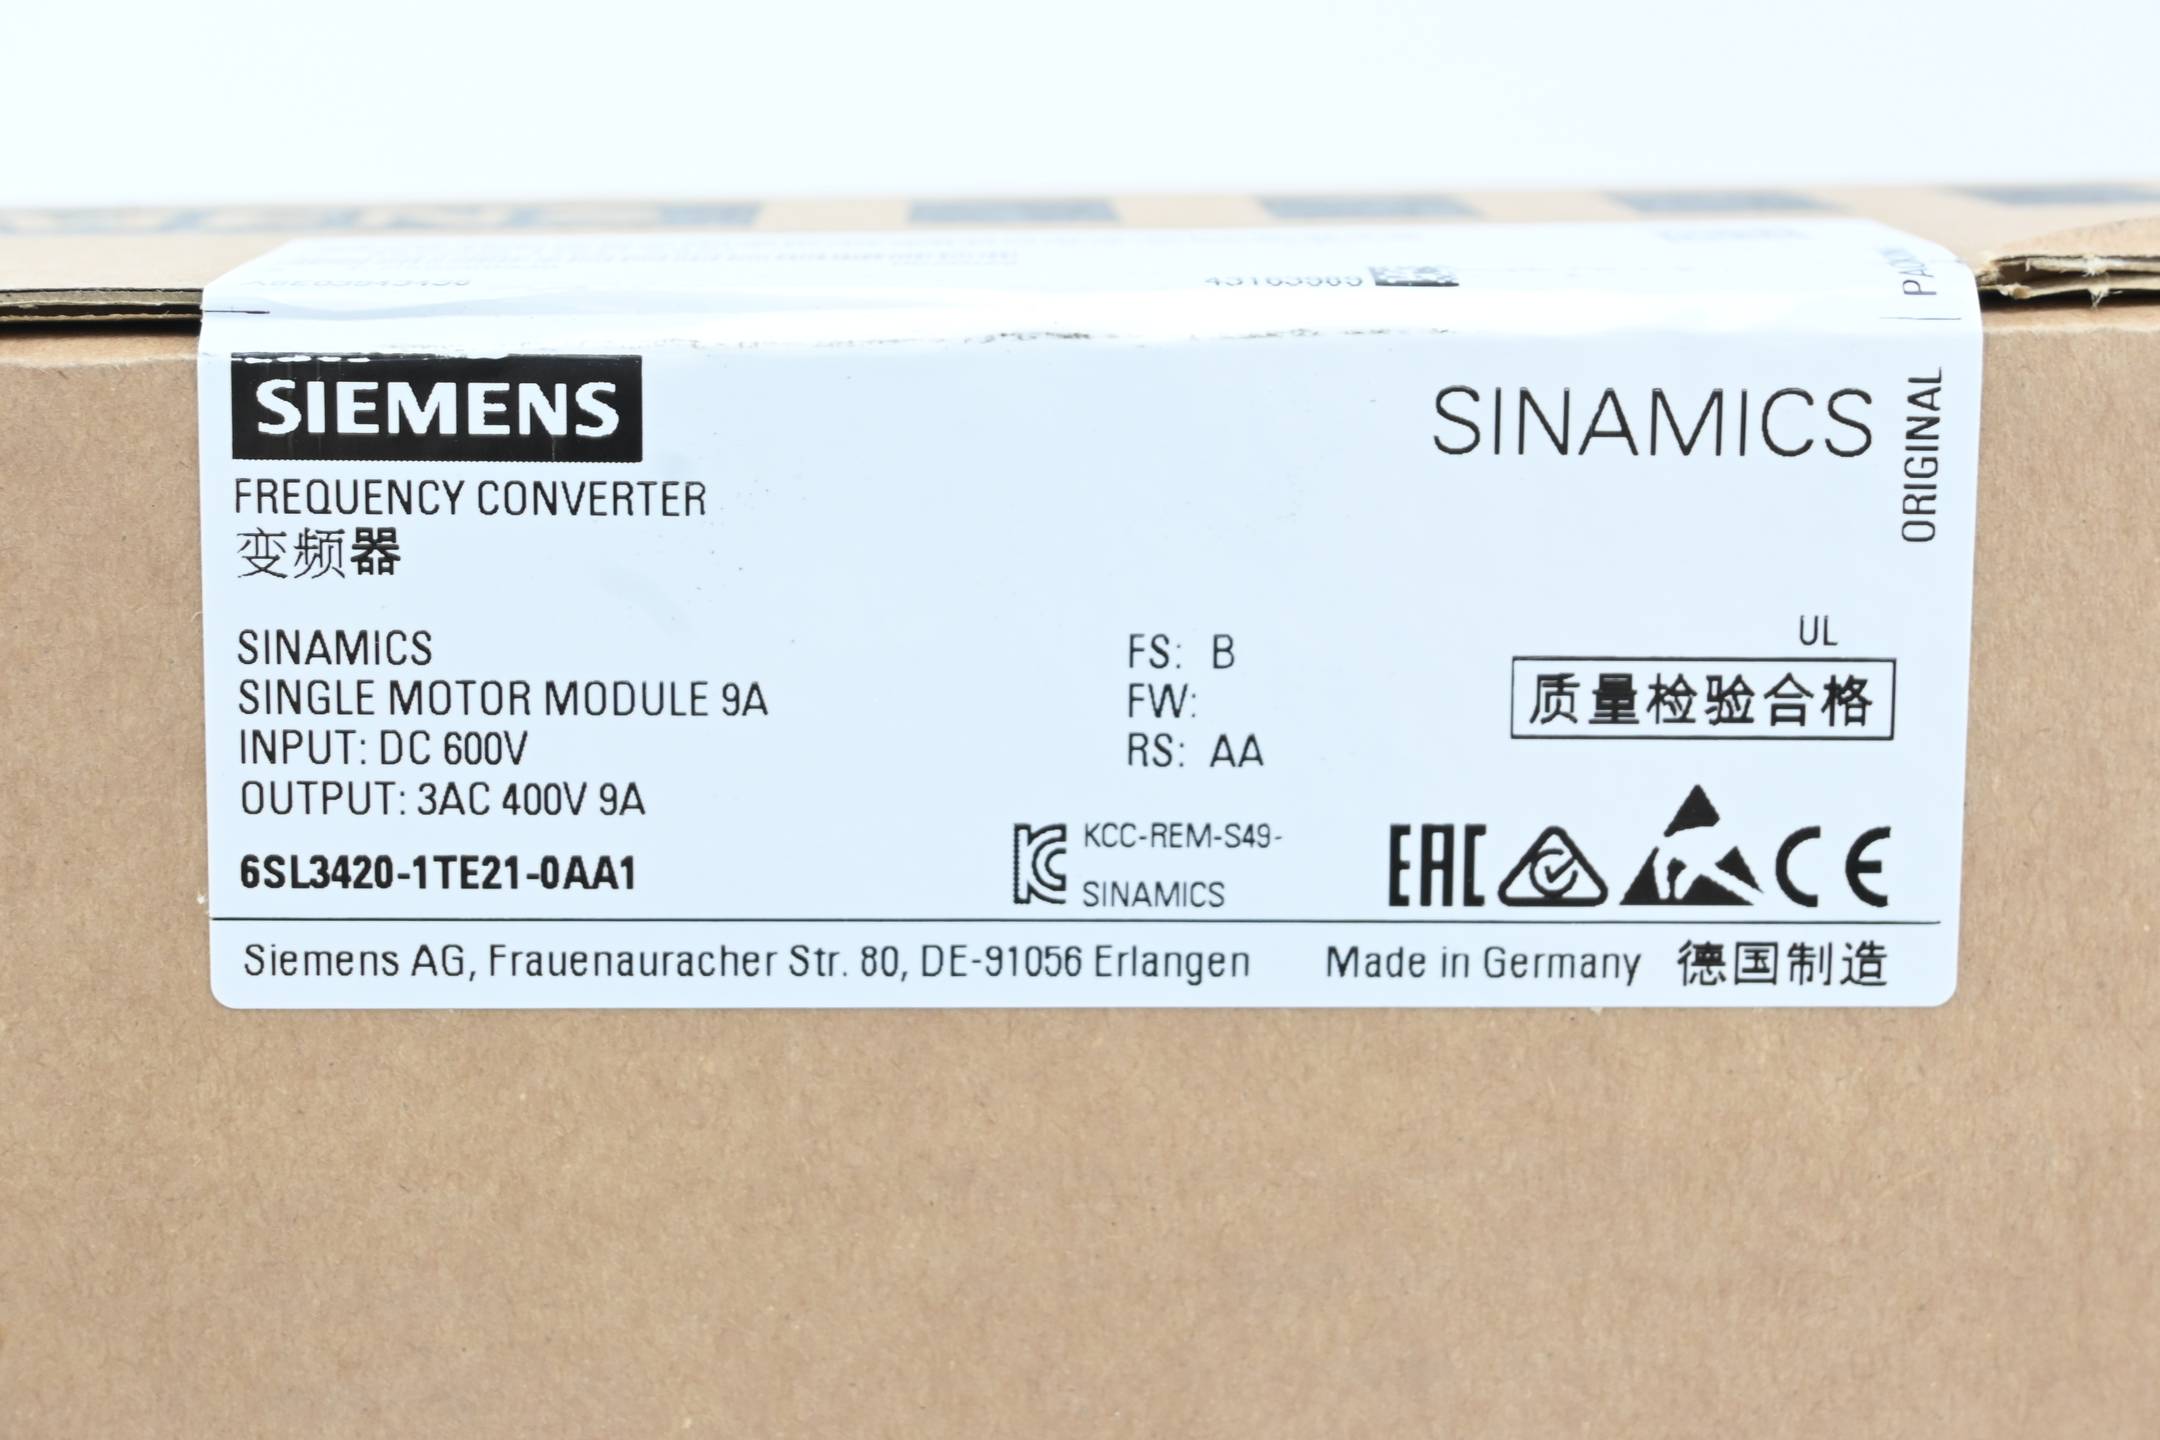 SIEMENS
SINAMICS
ORIGINAL
FREQUENCY CONVERTER
变频器
SINAMICS
SINGLE MOTOR MODULE 9A
INPUT: DC 600V
OUTPUT: 3AC 400V 9A
6SL3420-1TE21-0AA1
FS: B
FW:
RS: AA
UL
质量检验合格
KCC-REM-S49-
SINAMICS
EAC
CE
Siemens AG, Frauenauracher Str. 80, DE-91056 Erlangen
Made in Germany 德国制造